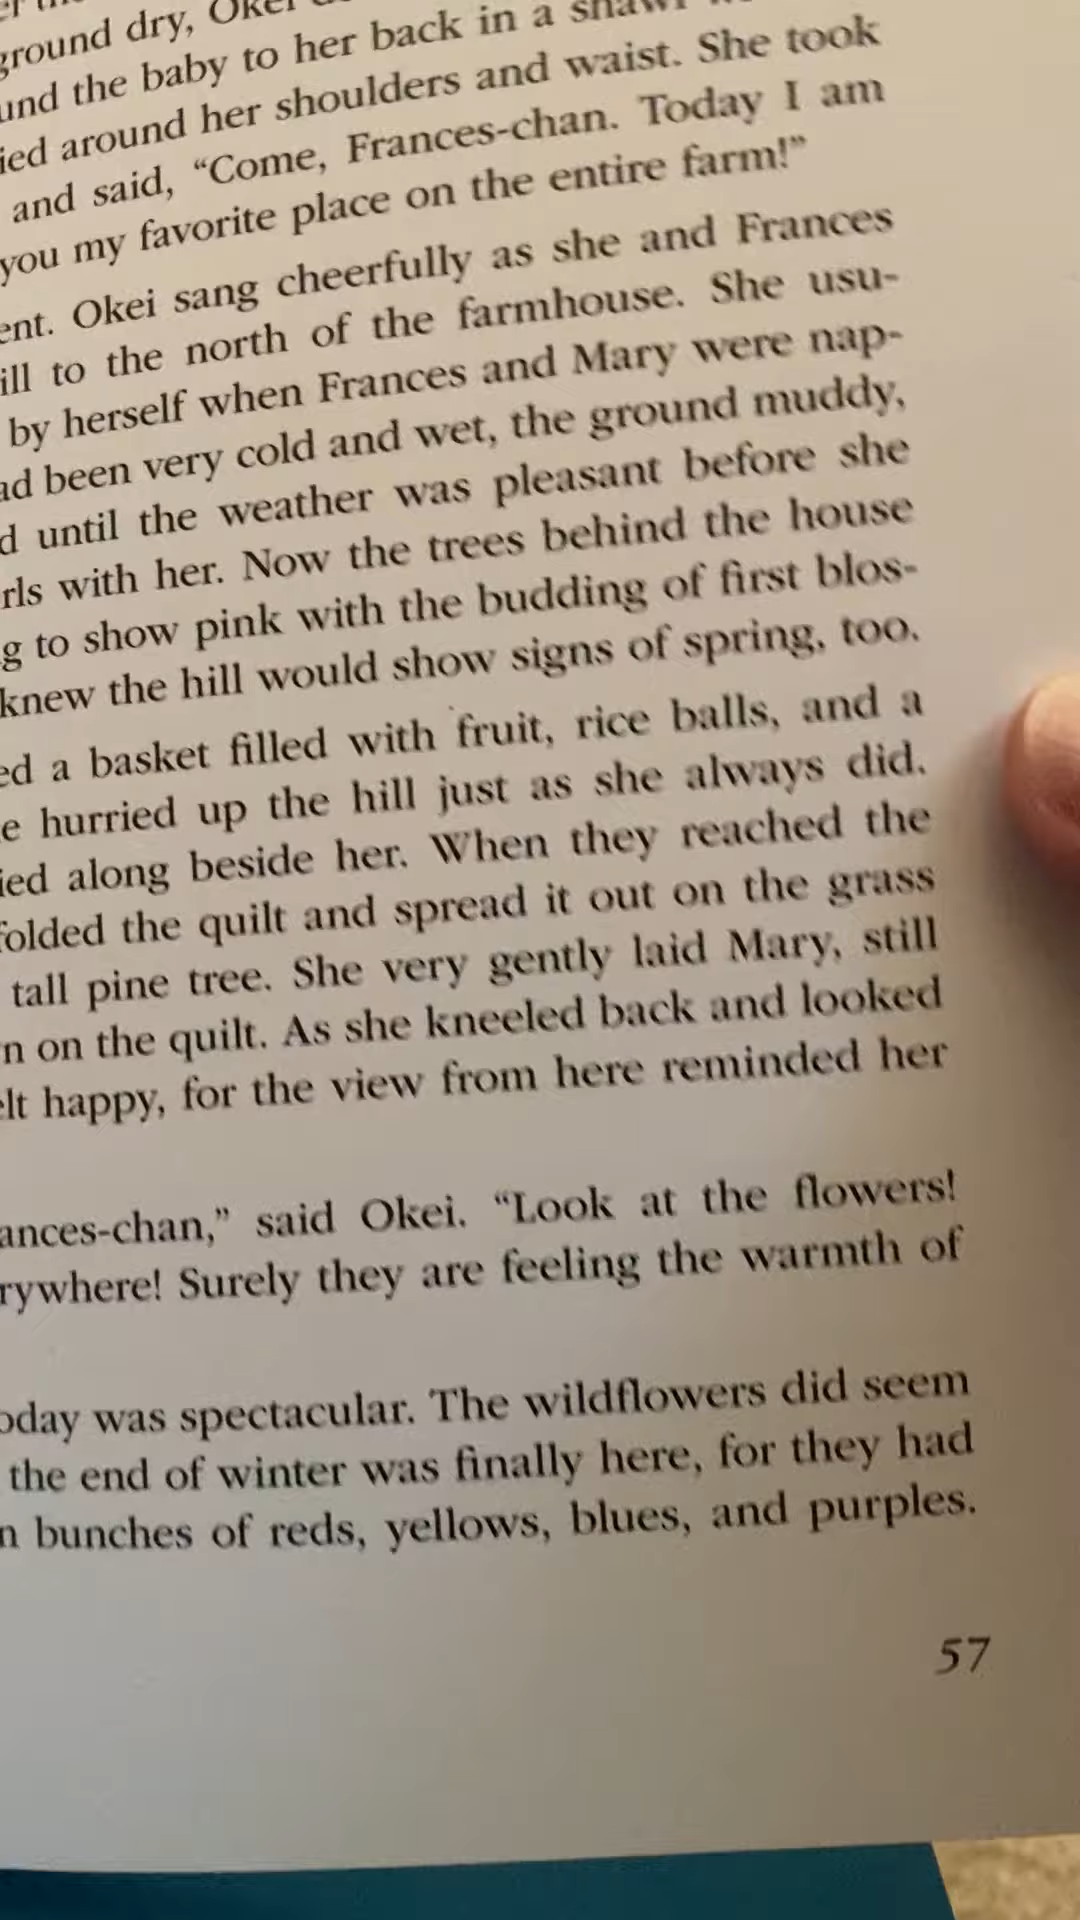 ground dry, Okei
the baby to her back in a shawl
around her shoulders and waist. She took
and said, “Come, Frances-chan. Today I am
you my favorite place on the entire farm!”
Okei sang cheerfully as she and Frances
to the north of the farmhouse. She usu-
by herself when Frances and Mary were nap-
been very cold and wet, the ground muddy,
until the weather was pleasant before she
with her. Now the trees behind the house
to show pink with the budding of first blos-
knew the hill would show signs of spring, too.
a basket filled with fruit, rice balls, and a
hurried up the hill just as she always did.
along beside her. When they reached the
folded the quilt and spread it out on the grass
tall pine tree. She very gently laid Mary, still
on the quilt. As she kneeled back and looked
happy, for the view from here reminded her
ances-chan,” said Okei. “Look at the flowers!
rywhere! Surely they are feeling the warmth of
oday was spectacular. The wildflowers did seem
the end of winter was finally here, for they had
bunches of reds, yellows, blues, and purples.
57